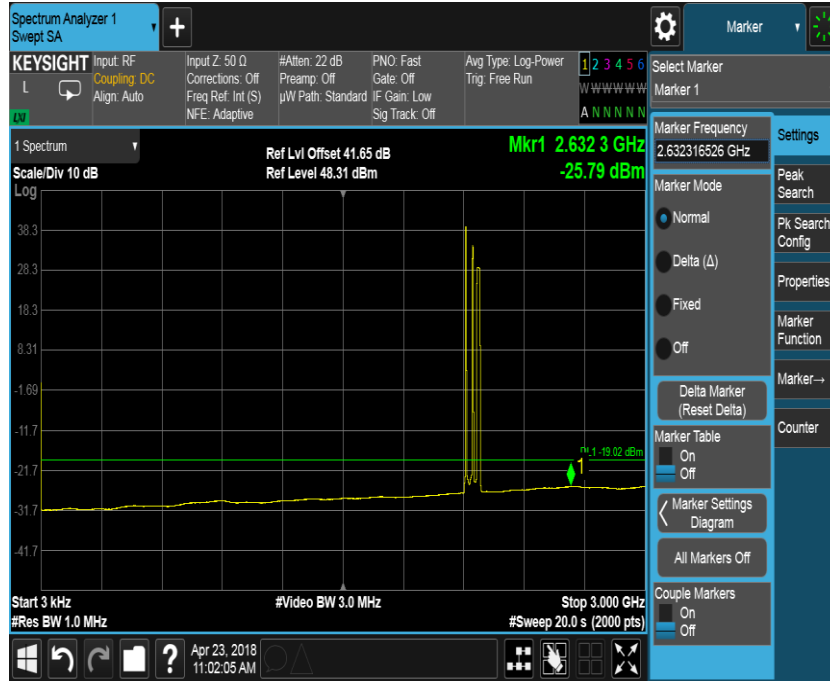 Spectrum Analyzer 1
Swept SA
+
Marker
KEYSIGHT
L
LXI
Input: RF
Coupling: DC
Align: Auto
Input Z: 50 Ω
Corrections: Off
Freq Ref: Int (S)
NFE: Adaptive
#Atten: 22 dB
Preamp: Off
µW Path: Standard
PNO: Fast
Gate: Off
IF Gain: Low
Sig Track: Off
Avg Type: Log-Power
Trig: Free Run
1 2 3 4 5 6
W W W W W W
A N N N N N
Select Marker
Marker 1
1 Spectrum
Scale/Div 10 dB
Log
Ref Lvl Offset 41.65 dB
Ref Level 48.31 dBm
Mkr1 2.632 3 GHz
-25.79 dBm
38.3
28.3
18.3
8.31
-1.69
-11.7
-21.7
-31.7
-41.7
DL1 -19.02 dBm
1
Start 3 kHz
#Res BW 1.0 MHz
#Video BW 3.0 MHz
Stop 3.000 GHz
#Sweep 20.0 s (2000 pts)
Marker Frequency
2.632316526 GHz
Marker Mode
Normal
Delta (Δ)
Fixed
Off
Delta Marker
(Reset Delta)
Marker Table
On
Off
Marker Settings
Diagram
All Markers Off
Couple Markers
On
Off
Settings
Peak
Search
Pk Search
Config
Properties
Marker
Function
Marker→
Counter
?
Apr 23, 2018
11:02:05 AM